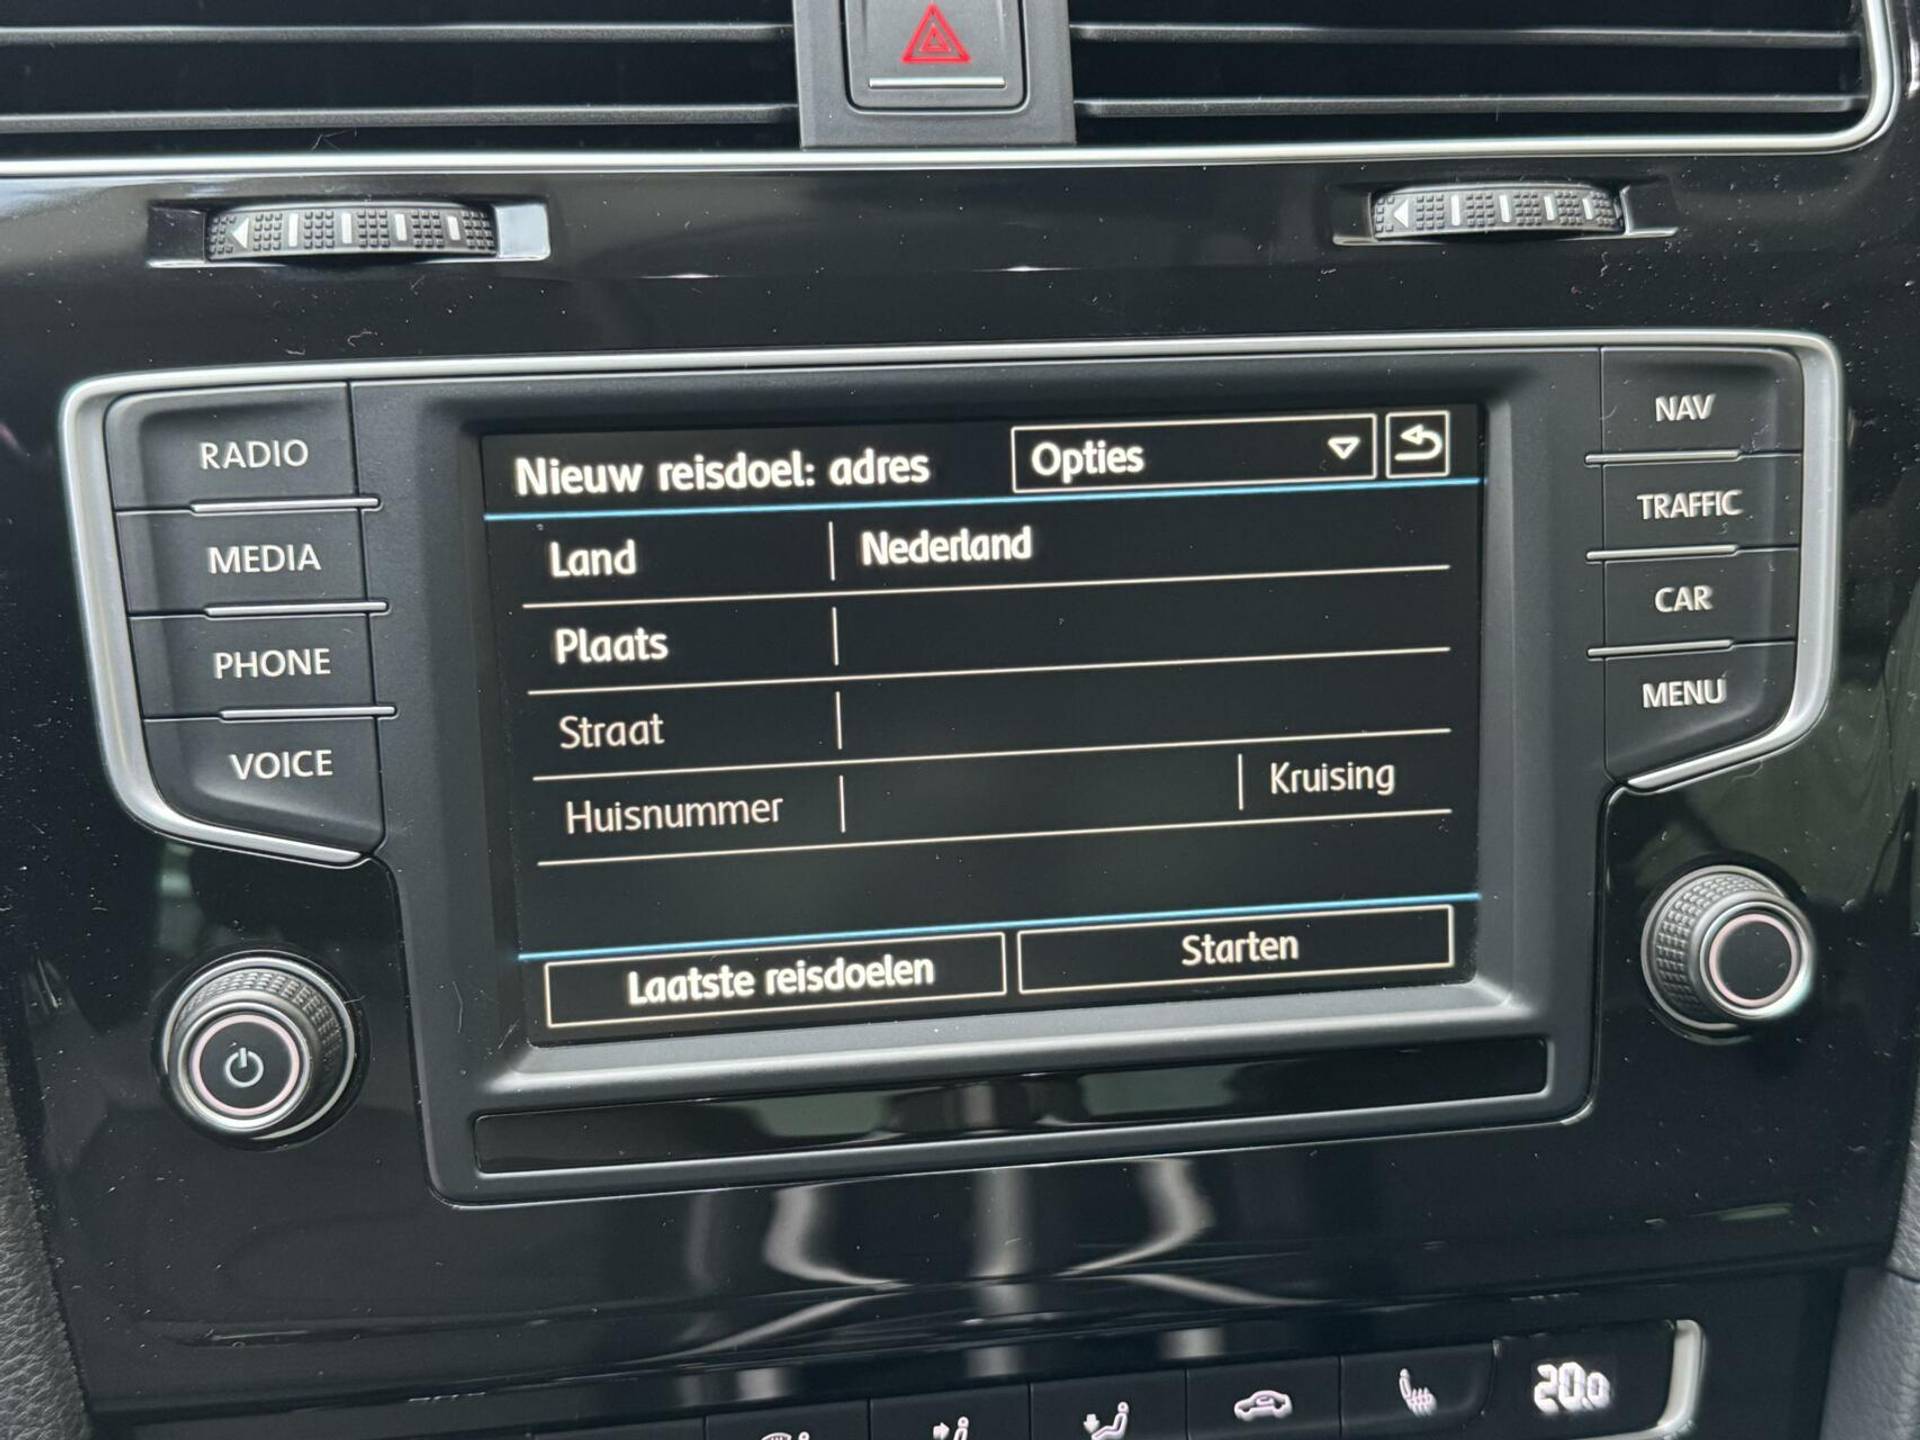 RADIO
MEDIA
PHONE
VOICE
Nieuw reisdoel: adres
Opties
Land
Nederland
Plaats
Straat
Huisnummer
Kruising
Laatste reisdoelen
Starten
NAV
TRAFFIC
CAR
MENU
20.0